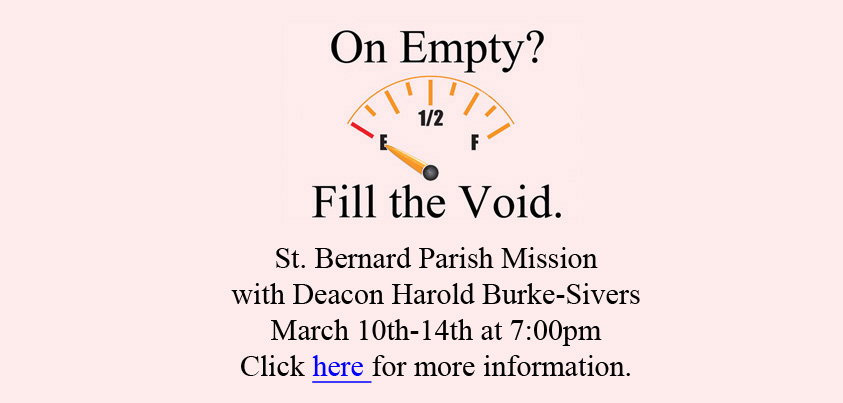 On Empty?
1/2
E F
Fill the Void.
St. Bernard Parish Mission
with Deacon Harold Burke-Sivers
March 10th-14th at 7:00pm
Click here for more information.